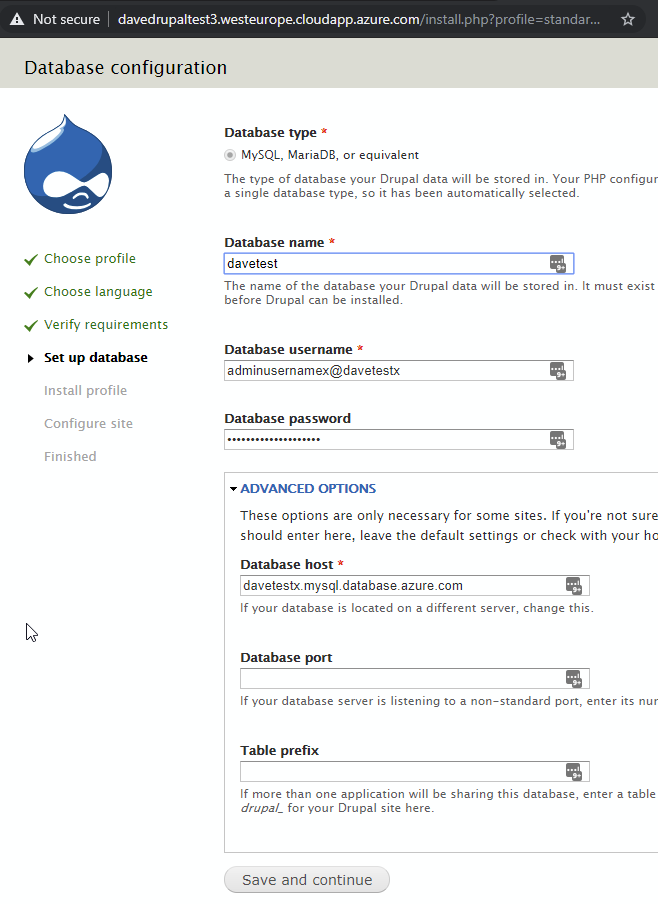 Not secure | davedrupaltest3.westeurope.cloudapp.azure.com/install.php?profile=standar...
Database configuration
Choose profile
Choose language
Verify requirements
Set up database
Install profile
Configure site
Finished
Database type *
MySQL, MariaDB, or equivalent
The type of database your Drupal data will be stored in. Your PHP configur
a single database type, so it has been automatically selected.
Database name *
davetest
The name of the database your Drupal data will be stored in. It must exist
before Drupal can be installed.
Database username *
adminusernamex@davetestx
Database password
••••••••••••••••••••
ADVANCED OPTIONS
These options are only necessary for some sites. If you're not sure
should enter here, leave the default settings or check with your ho
Database host *
davetestx.mysql.database.azure.com
If your database is located on a different server, change this.
Database port
If your database server is listening to a non-standard port, enter its nu
Table prefix
If more than one application will be sharing this database, enter a table
drupal_ for your Drupal site here.
Save and continue